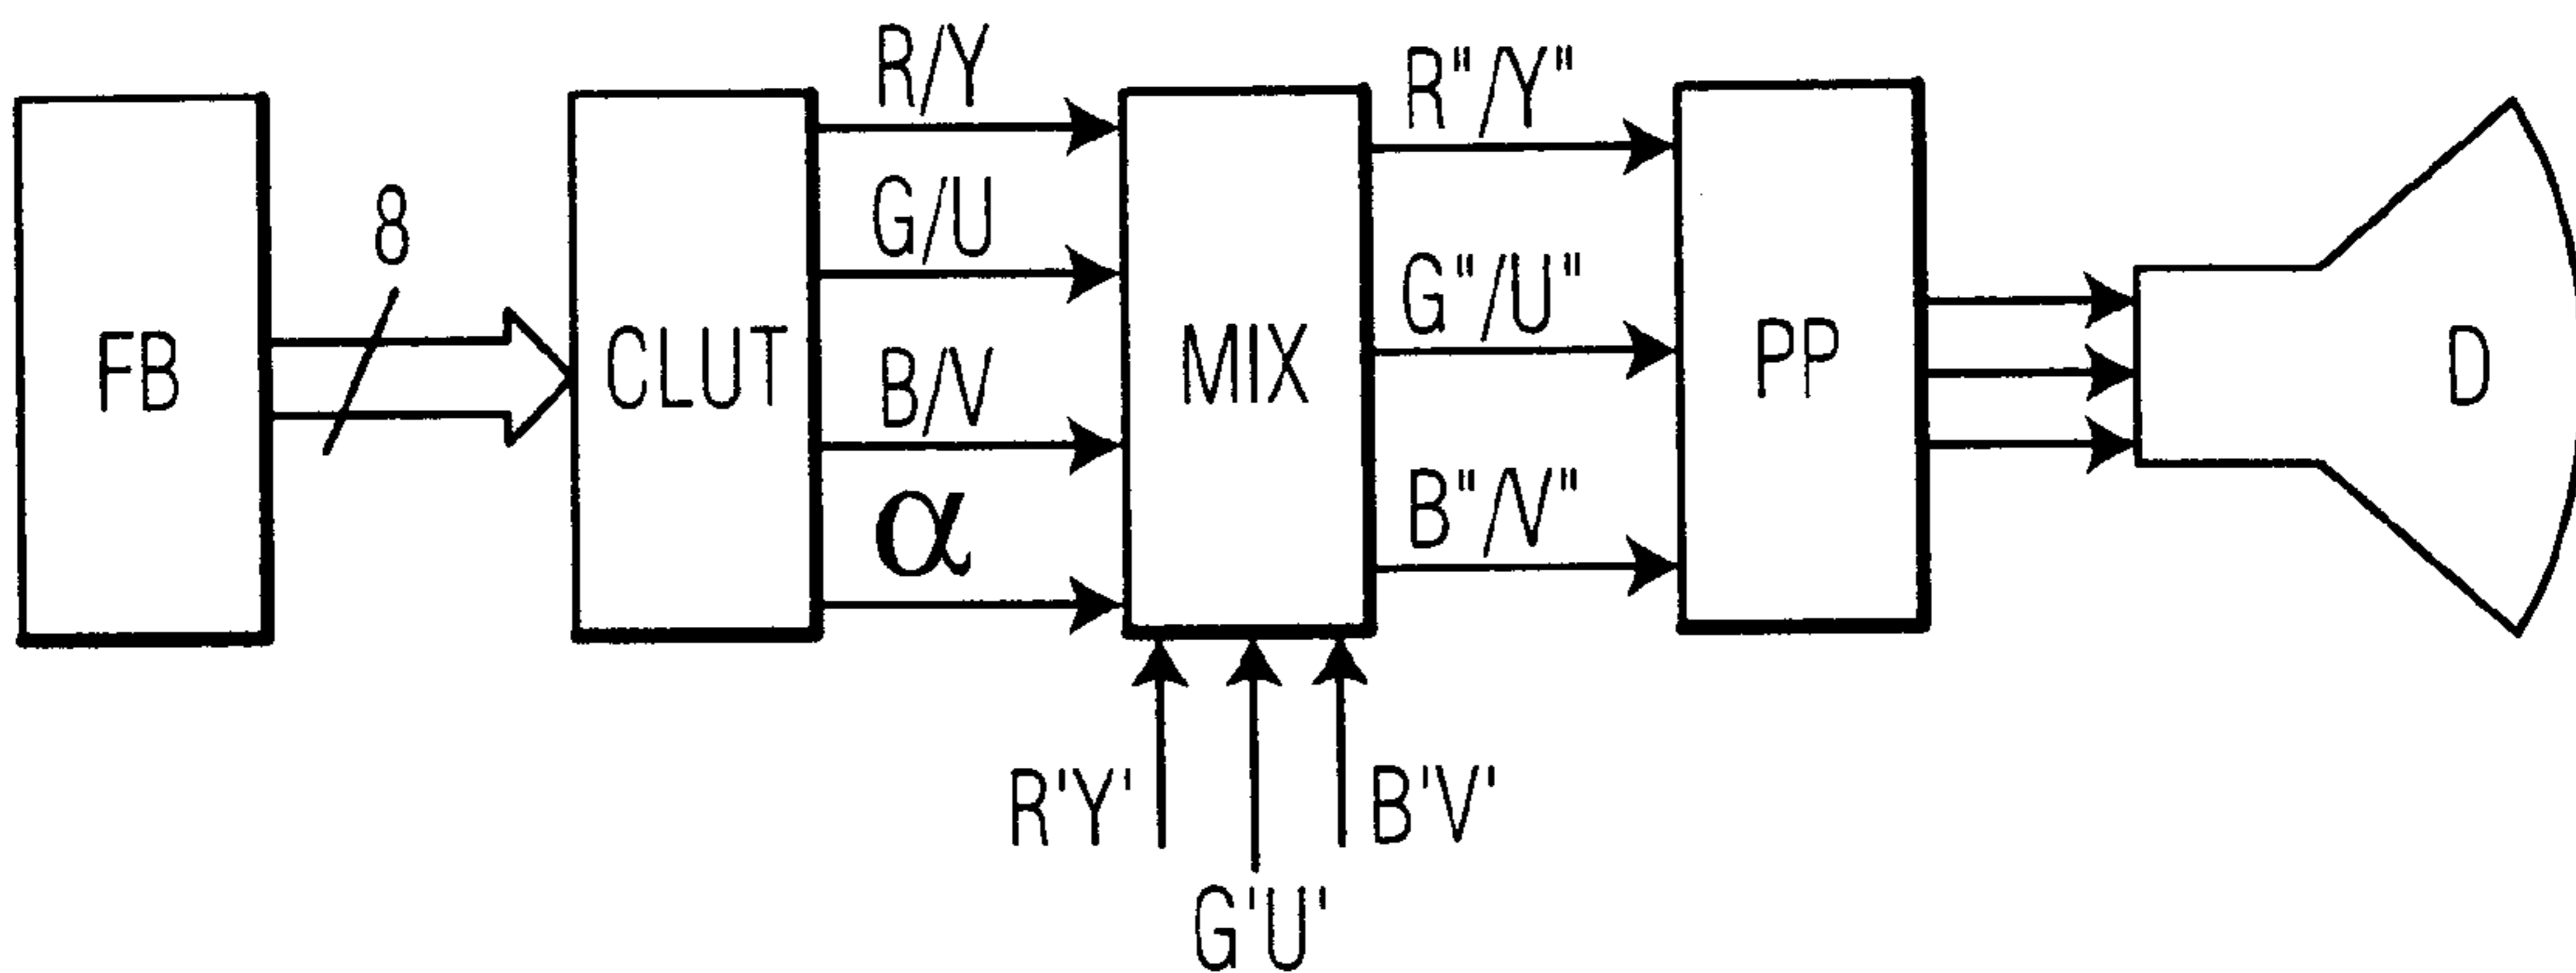 FB
8
CLUT
R/Y
G/U
B/V
α
MIX
R'Y'
G'U'
B'V'
R"/Y"
G"/U"
B"/V"
PP
D